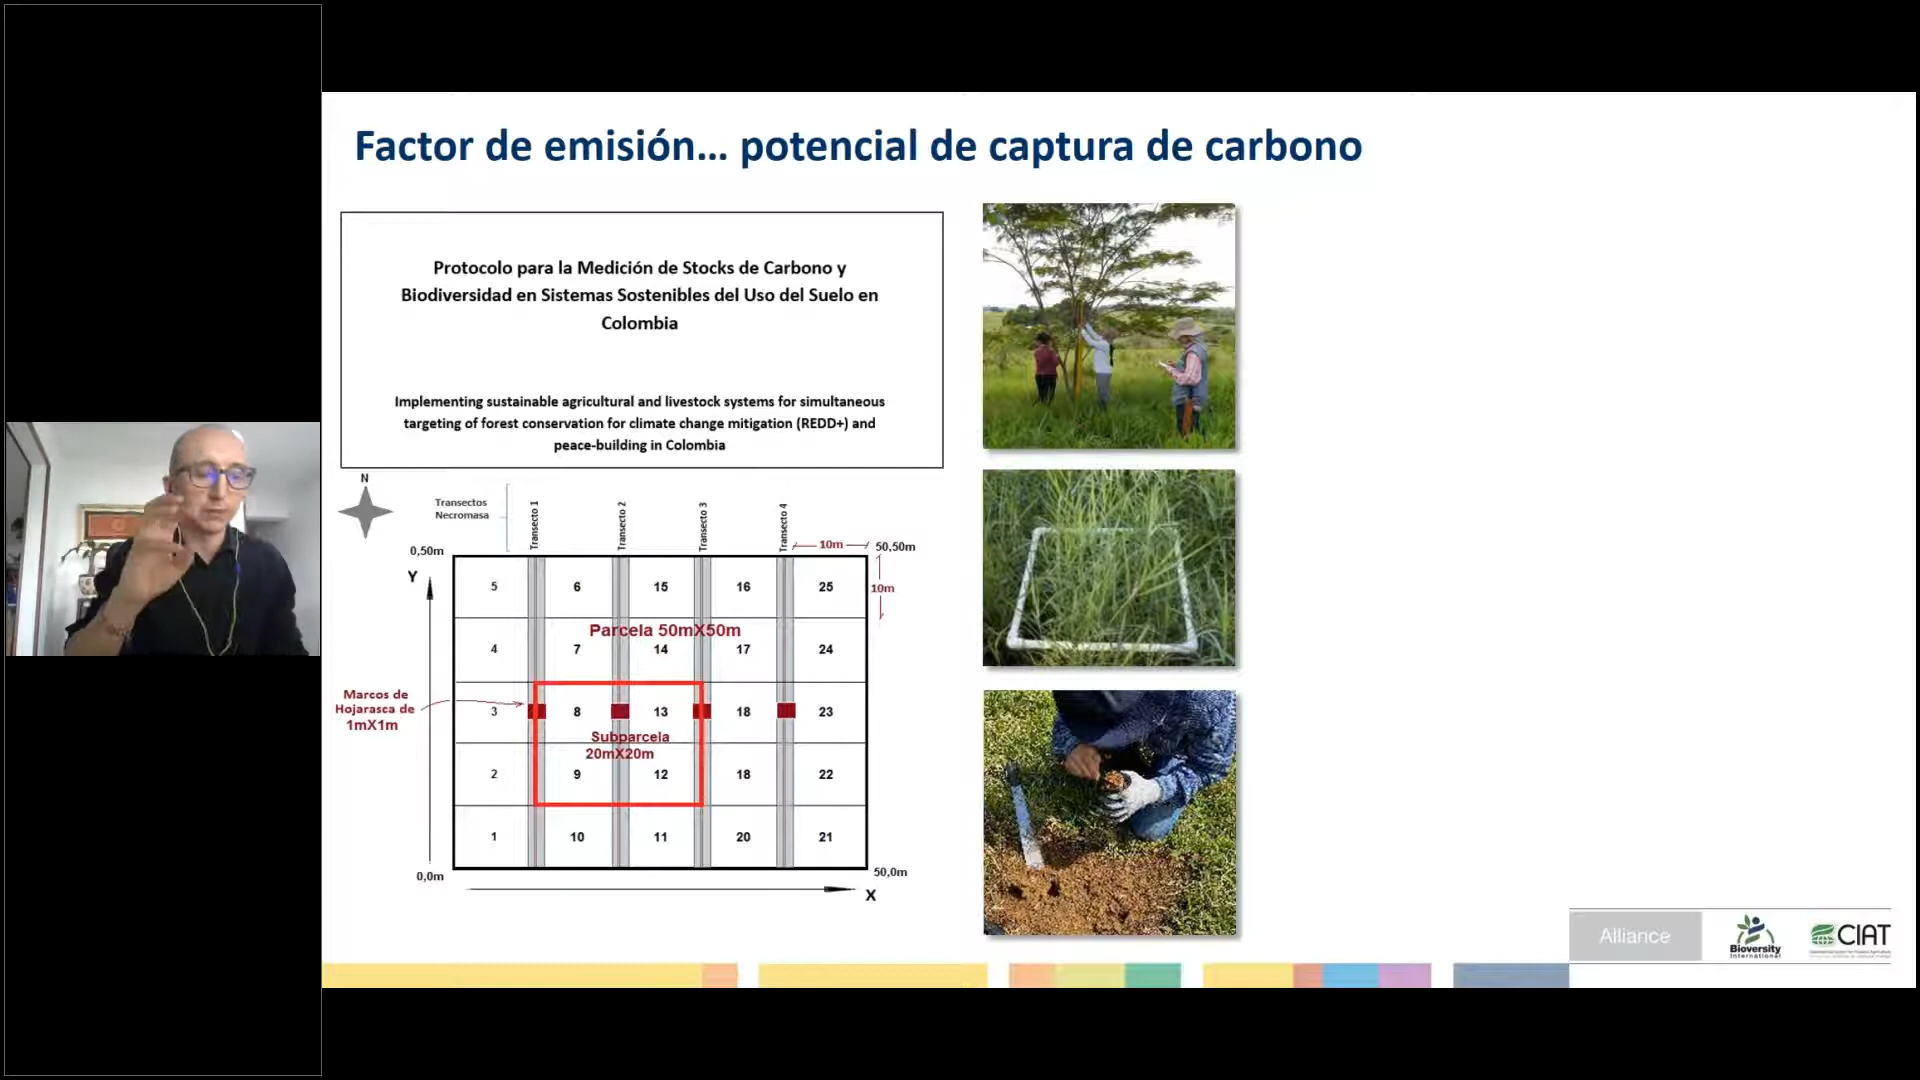 Factor de emisión... potencial de captura de carbono
Protocolo para la Medición de Stocks de Carbono y
Biodiversidad en Sistemas Sostenibles del Uso del Suelo en
Colombia
Implementing sustainable agricultural and livestock systems for simultaneous
targeting of forest conservation for climate change mitigation (REDD+) and
peace-building in Colombia
N
Transectos
Necromasa
Transecto 1
Transecto 2
Transecto 3
Transecto 4
10m
0,50m
50,50m
Y
10m
5 6 15 16 25
Parcela 50mX50m
4 7 14 17 24
Marcos de
Hojarasca de
1mX1m
3 8 13 18 23
Subparcela
20mX20m
2 9 12 18 22
1 10 11 20 21
0,0m
50,0m
X
Alliance
Bioversity
International
CIAT